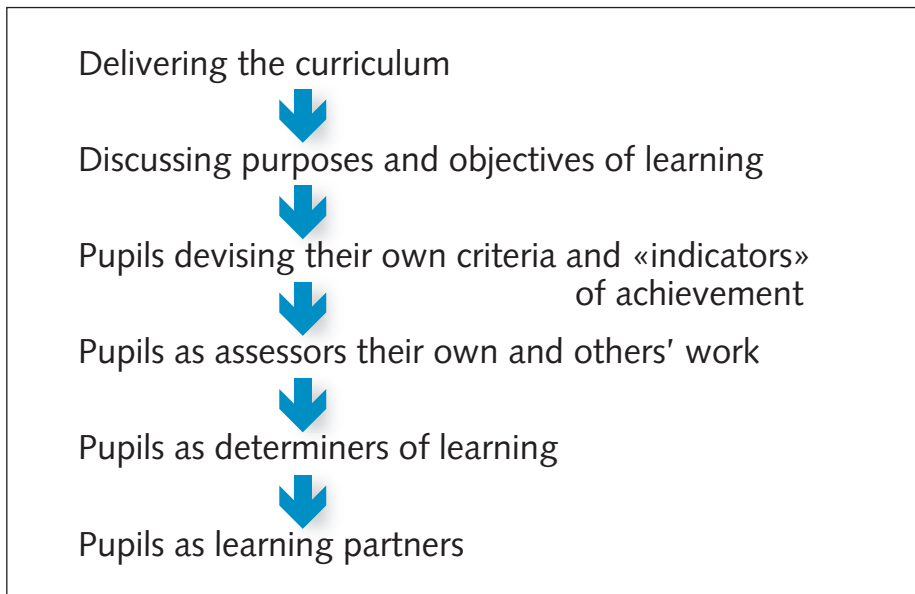 Delivering the curriculum
Discussing purposes and objectives of learning
Pupils devising their own criteria and «indicators»
of achievement
Pupils as assessors their own and others’ work
Pupils as determiners of learning
Pupils as learning partners